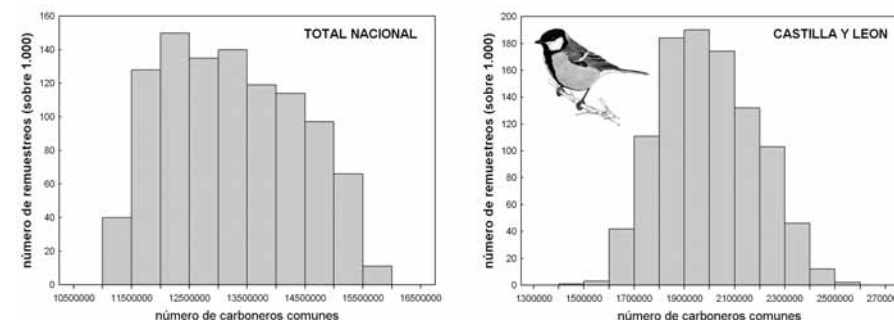 TOTAL NACIONAL
número de remuestreos (sobre 1.000)
160
140
120
100
80
60
40
20
0
10500000 11500000 12500000 13500000 14500000 15500000 16500000
número de carboneros comunes
CASTILLA Y LEON
número de remuestreos (sobre 1.000)
200
180
160
140
120
100
80
60
40
20
0
1300000 1500000 1700000 1900000 2100000 2300000 2500000 2700000
número de carboneros comunes